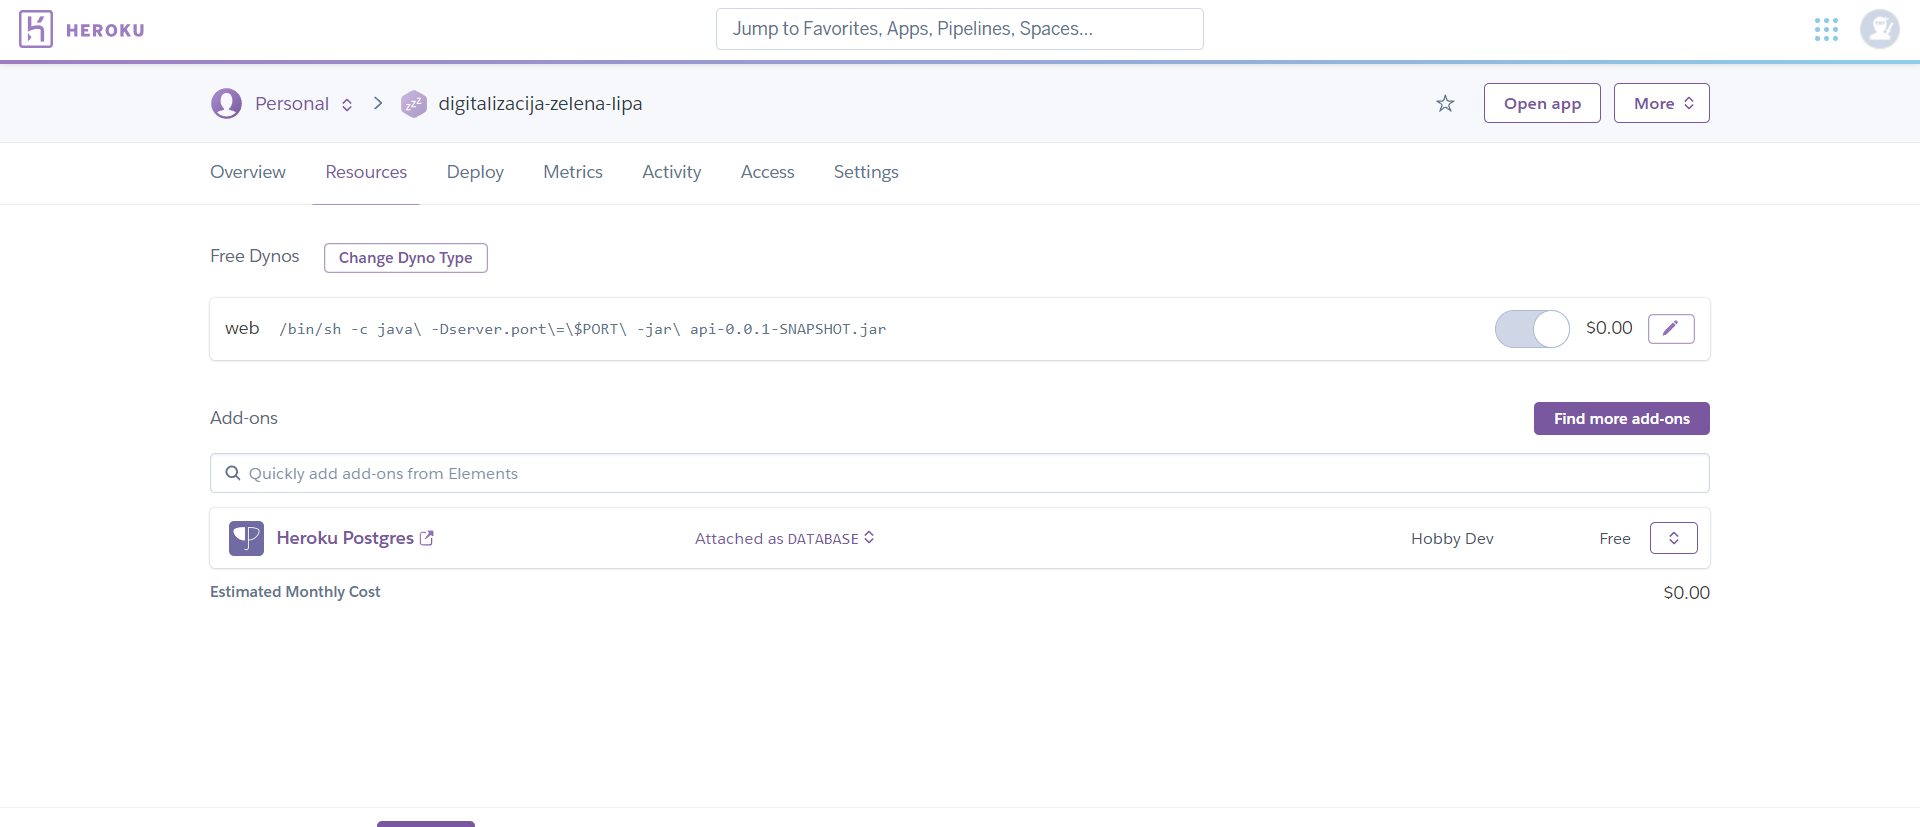 HEROKU
Jump to Favorites, Apps, Pipelines, Spaces...
Personal
zzz
digitalizacija-zelena-lipa
Open app
More
Overview
Resources
Deploy
Metrics
Activity
Access
Settings
Free Dynos
Change Dyno Type
web /bin/sh -c java\ -Dserver.port\=\$PORT\ -jar\ api-0.0.1-SNAPSHOT.jar
$0.00
Add-ons
Find more add-ons
Quickly add add-ons from Elements
Heroku Postgres
Attached as DATABASE
Hobby Dev
Free
Estimated Monthly Cost
$0.00